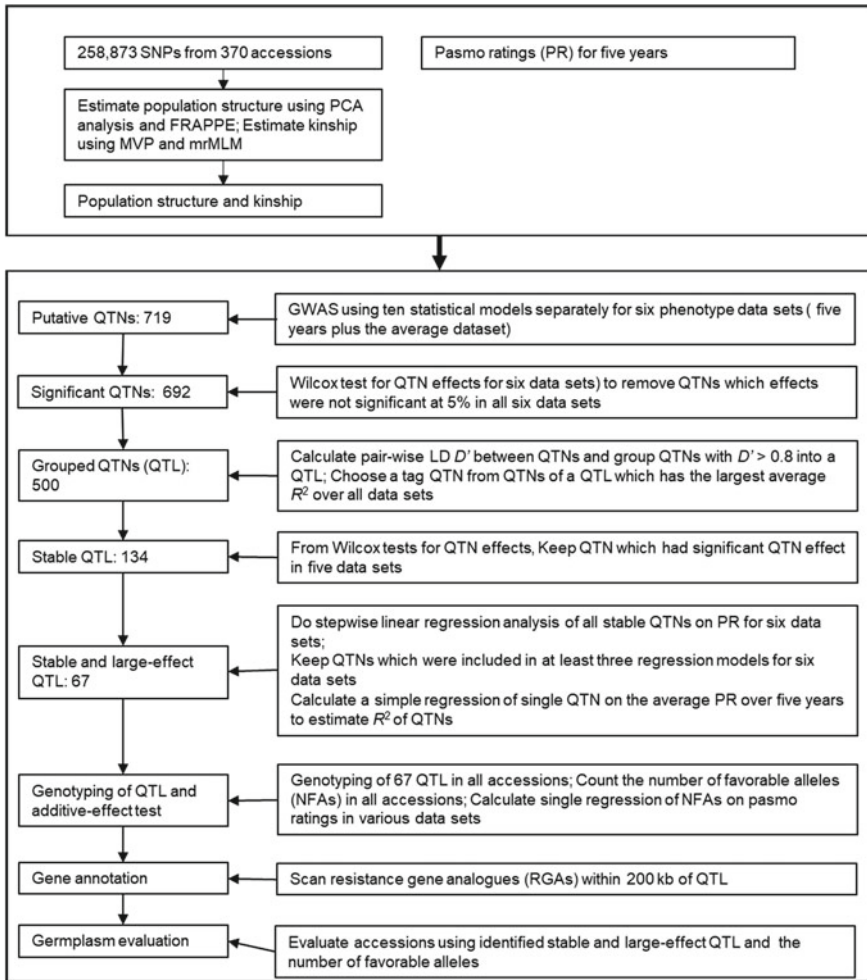 258,873 SNPs from 370 accessions
Pasmo ratings (PR) for five years
Estimate population structure using PCA
analysis and FRAPPE; Estimate kinship
using MVP and mrMLM
Population structure and kinship
Putative QTNs: 719
GWAS using ten statistical models separately for six phenotype data sets ( five
years plus the average dataset)
Significant QTNs: 692
Wilcox test for QTN effects for six data sets) to remove QTNs which effects
were not significant at 5% in all six data sets
Grouped QTNs (QTL):
500
Calculate pair-wise LD D' between QTNs and group QTNs with D' > 0.8 into a
QTL; Choose a tag QTN from QTNs of a QTL which has the largest average
R² over all data sets
Stable QTL: 134
From Wilcox tests for QTN effects, Keep QTN which had significant QTN effect
in five data sets
Stable and large-effect
QTL: 67
Do stepwise linear regression analysis of all stable QTNs on PR for six data
sets;
Keep QTNs which were included in at least three regression models for six
data sets
Calculate a simple regression of single QTN on the average PR over five years
to estimate R² of QTNs
Genotyping of QTL and
additive-effect test
Genotyping of 67 QTL in all accessions; Count the number of favorable alleles
(NFAs) in all accessions; Calculate single regression of NFAs on pasmo
ratings in various data sets
Gene annotation
Scan resistance gene analogues (RGAs) within 200 kb of QTL
Germplasm evaluation
Evaluate accessions using identified stable and large-effect QTL and the
number of favorable alleles